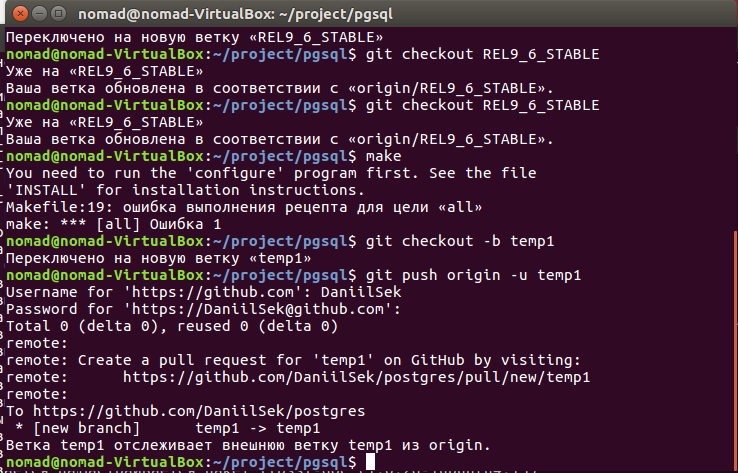 nomad@nomad-VirtualBox: ~/project/pgsql
Переключено на новую ветку «REL9_6_STABLE»
nomad@nomad-VirtualBox:~/project/pgsql$ git checkout REL9_6_STABLE
Уже на «REL9_6_STABLE»
Ваша ветка обновлена в соответствии с «origin/REL9_6_STABLE».
nomad@nomad-VirtualBox:~/project/pgsql$ git checkout REL9_6_STABLE
Уже на «REL9_6_STABLE»
Ваша ветка обновлена в соответствии с «origin/REL9_6_STABLE».
nomad@nomad-VirtualBox:~/project/pgsql$ make
You need to run the 'configure' program first. See the file
'INSTALL' for installation instructions.
Makefile:19: ошибка выполнения рецепта для цели «all»
make: *** [all] Ошибка 1
nomad@nomad-VirtualBox:~/project/pgsql$ git checkout -b temp1
Переключено на новую ветку «temp1»
nomad@nomad-VirtualBox:~/project/pgsql$ git push origin -u temp1
Username for 'https://github.com': DaniilSek
Password for 'https://DaniilSek@github.com':
Total 0 (delta 0), reused 0 (delta 0)
remote:
remote: Create a pull request for 'temp1' on GitHub by visiting:
remote:      https://github.com/DaniilSek/postgres/pull/new/temp1
remote:
To https://github.com/DaniilSek/postgres
 * [new branch]      temp1 -> temp1
Ветка temp1 отслеживает внешнюю ветку temp1 из origin.
nomad@nomad-VirtualBox:~/project/pgsql$